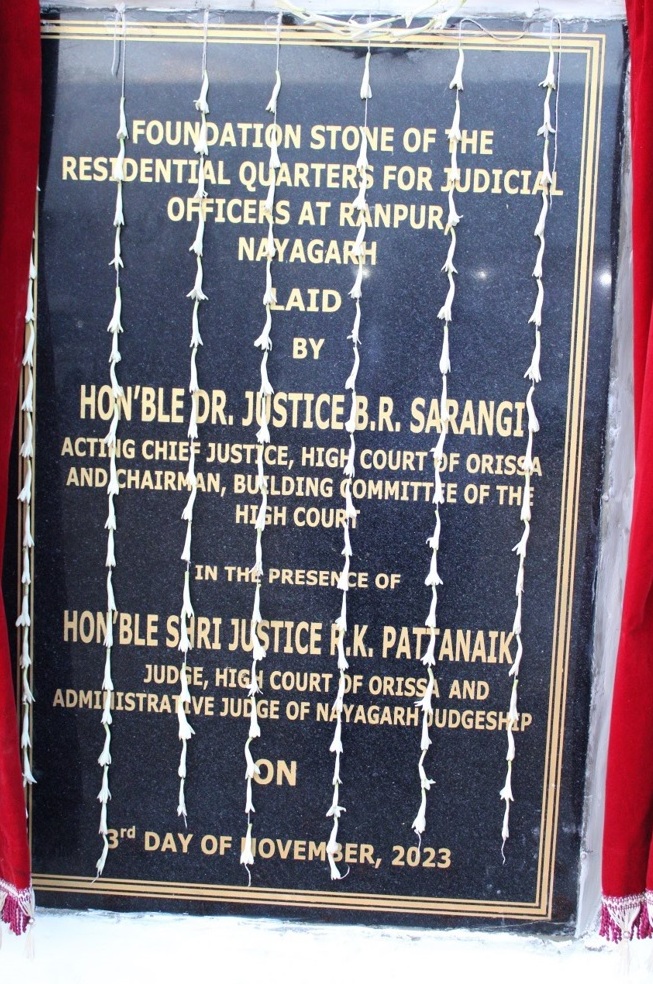 FOUNDATION STONE OF THE
RESIDENTIAL QUARTERS FOR JUDICIAL
OFFICERS AT RANPUR,
NAYAGARH
LAID
BY
HON'BLE DR. JUSTICE B.R. SARANGI
ACTING CHIEF JUSTICE, HIGH COURT OF ORISSA
AND CHAIRMAN, BUILDING COMMITTEE OF THE
HIGH COURT
IN THE PRESENCE OF
HON'BLE SHRI JUSTICE R.K. PATTANAIK
JUDGE, HIGH COURT OF ORISSA AND
ADMINISTRATIVE JUDGE OF NAYAGARH JUDGESHIP
ON
3rd DAY OF NOVEMBER, 2023